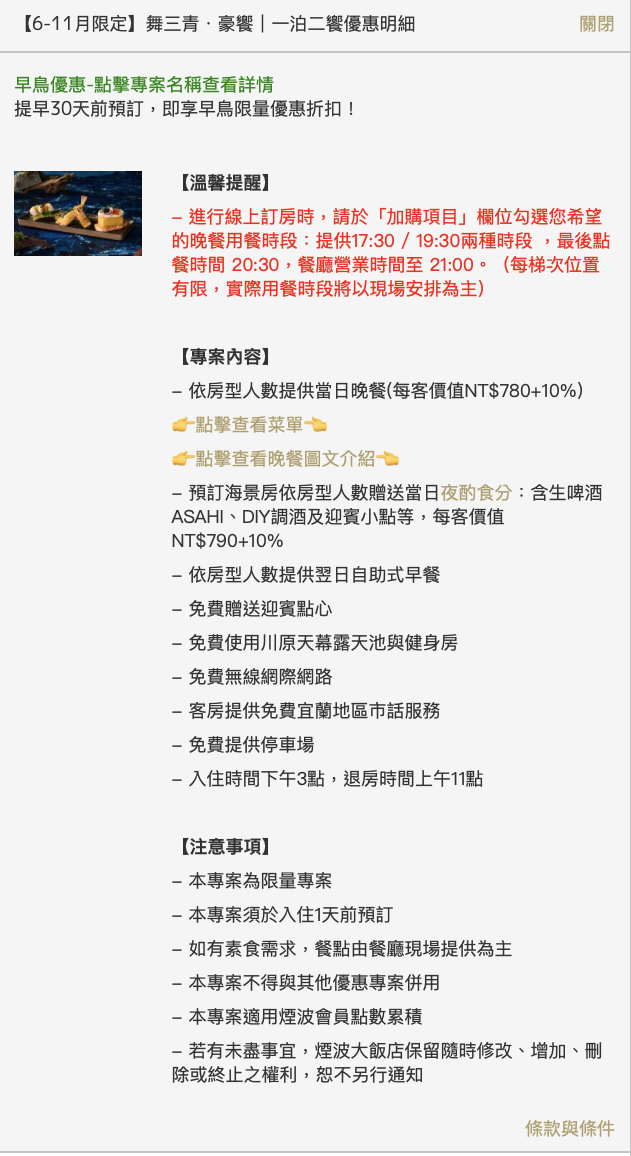 【6-11月限定】舞三青．豪饗｜一泊二饗優惠明細
關閉
早鳥優惠-點擊專案名稱查看詳情
提早30天前預訂，即享早鳥限量優惠折扣！
【溫馨提醒】
– 進行線上訂房時，請於「加購項目」欄位勾選您希望
的晚餐用餐時段：提供17:30 / 19:30兩種時段 ，最後點
餐時間 20:30，餐廳營業時間至 21:00。（每梯次位置
有限，實際用餐時段將以現場安排為主）
【專案內容】
– 依房型人數提供當日晚餐(每客價值NT$780+10%)
👉點擊查看菜單👈
👉點擊查看晚餐圖文介紹👈
– 預訂海景房依房型人數贈送當日夜酌食分：含生啤酒
ASAHI、DIY調酒及迎賓小點等，每客價值
NT$790+10%
– 依房型人數提供翌日自助式早餐
– 免費贈送迎賓點心
– 免費使用川原天幕露天池與健身房
– 免費無線網際網路
– 客房提供免費宜蘭地區市話服務
– 免費提供停車場
– 入住時間下午3點，退房時間上午11點
【注意事項】
– 本專案為限量專案
– 本專案須於入住1天前預訂
– 如有素食需求，餐點由餐廳現場提供為主
– 本專案不得與其他優惠專案併用
– 本專案適用煙波會員點數累積
– 若有未盡事宜，煙波大飯店保留隨時修改、增加、刪
除或終止之權利，恕不另行通知
條款與條件